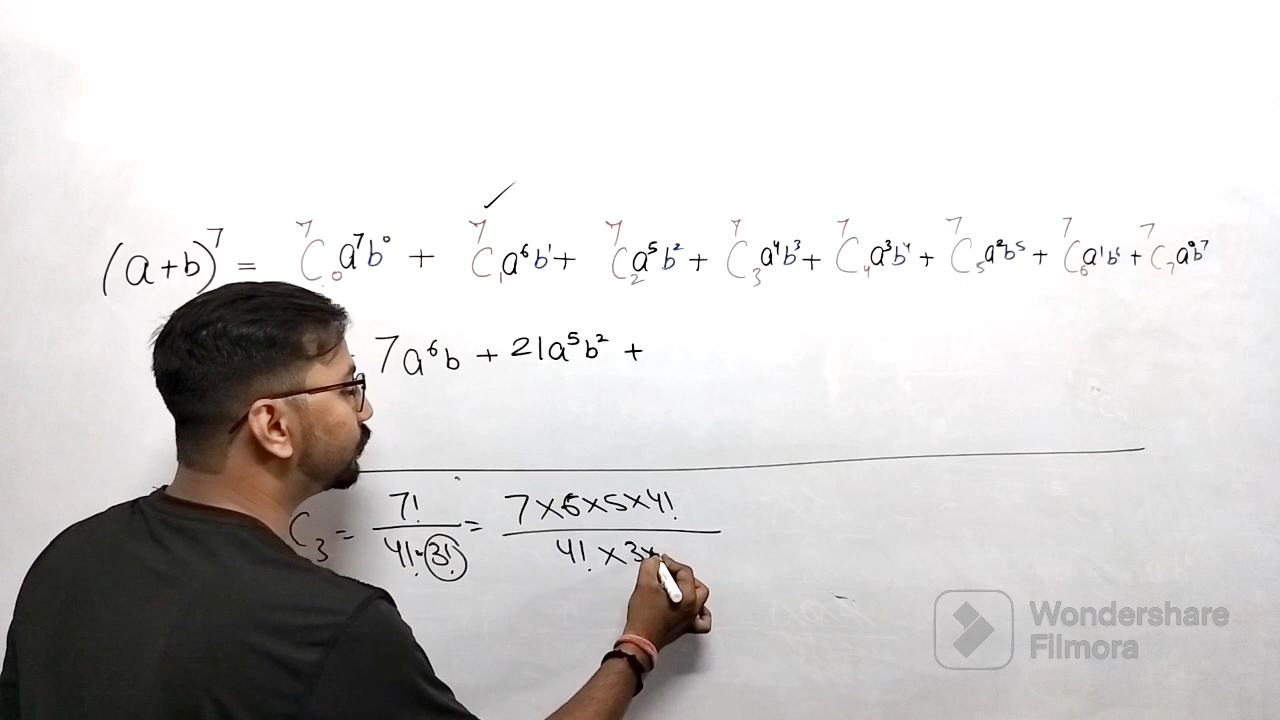 (a+b)⁷ = ⁷C₀a⁷b⁰ + ⁷C₁a⁶b¹ + ⁷C₂a⁵b² + ⁷C₃a⁴b³ + ⁷C₄a³b⁴ + ⁷C₅a²b⁵ + ⁷C₆a¹b⁶ + ⁷C₇a⁰b⁷
7a⁶b + 21a⁵b² +
C₃ = 7!/4!·3! = 7×6×5×4!/4!×3×
Wondershare
Filmora